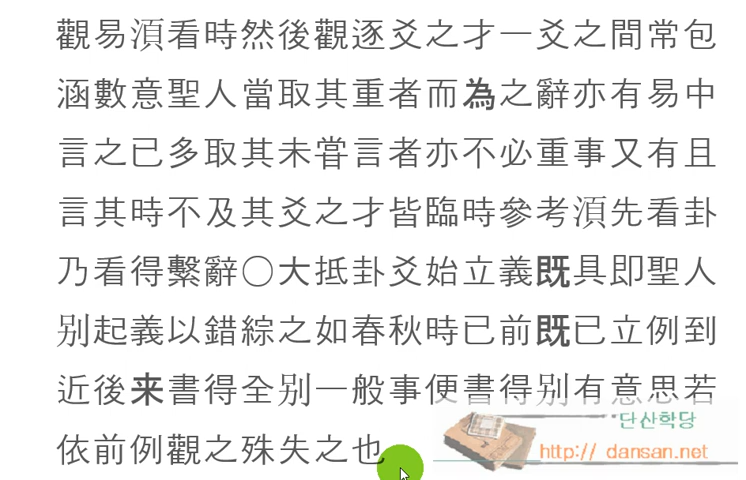 觀易湏看時然後觀逐爻之才一爻之間常包
涵數意聖人當取其重者而為之辭亦有易中
言之已多取其未甞言者亦不必重事又有且
言其時不及其爻之才皆臨時參考湏先看卦
乃看得繫辭〇大抵卦爻始立義既具即聖人
别起義以錯綜之如春秋時已前既已立例到
近後来書得全别一般事便書得别有意思若
依前例觀之殊失之也
단산학당
http://dansan.net